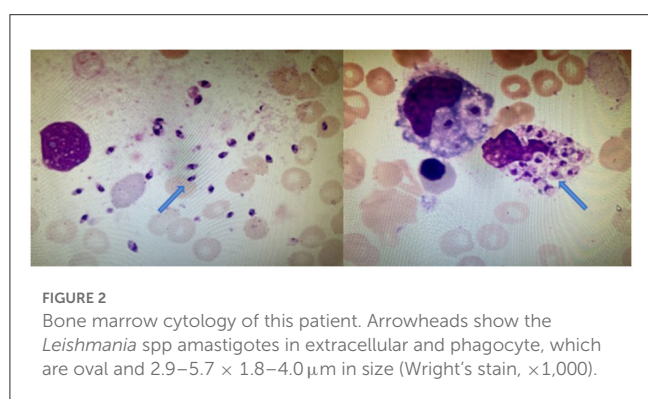 FIGURE 2
Bone marrow cytology of this patient. Arrowheads show the
Leishmania spp amastigotes in extracellular and phagocyte, which
are oval and 2.9–5.7 × 1.8–4.0 μm in size (Wright's stain, ×1,000).